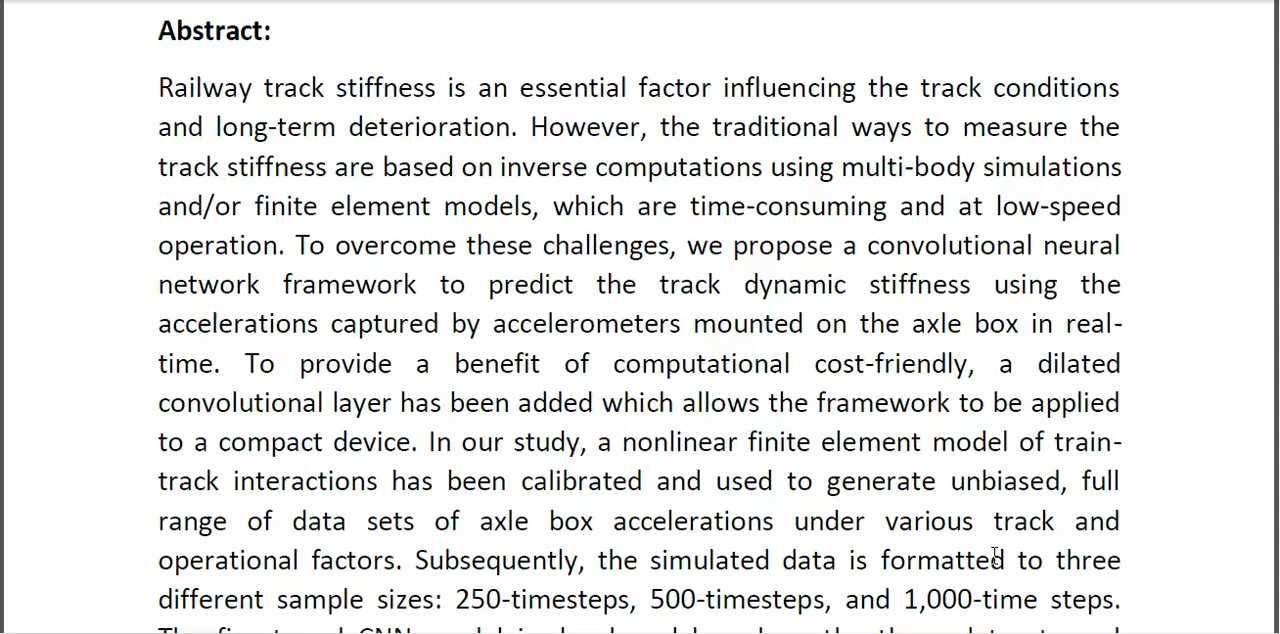 Abstract:
Railway track stiffness is an essential factor influencing the track conditions
and long-term deterioration. However, the traditional ways to measure the
track stiffness are based on inverse computations using multi-body simulations
and/or finite element models, which are time-consuming and at low-speed
operation. To overcome these challenges, we propose a convolutional neural
network framework to predict the track dynamic stiffness using the
accelerations captured by accelerometers mounted on the axle box in real-
time. To provide a benefit of computational cost-friendly, a dilated
convolutional layer has been added which allows the framework to be applied
to a compact device. In our study, a nonlinear finite element model of train-
track interactions has been calibrated and used to generate unbiased, full
range of data sets of axle box accelerations under various track and
operational factors. Subsequently, the simulated data is formatted to three
different sample sizes: 250-timesteps, 500-timesteps, and 1,000-time steps.